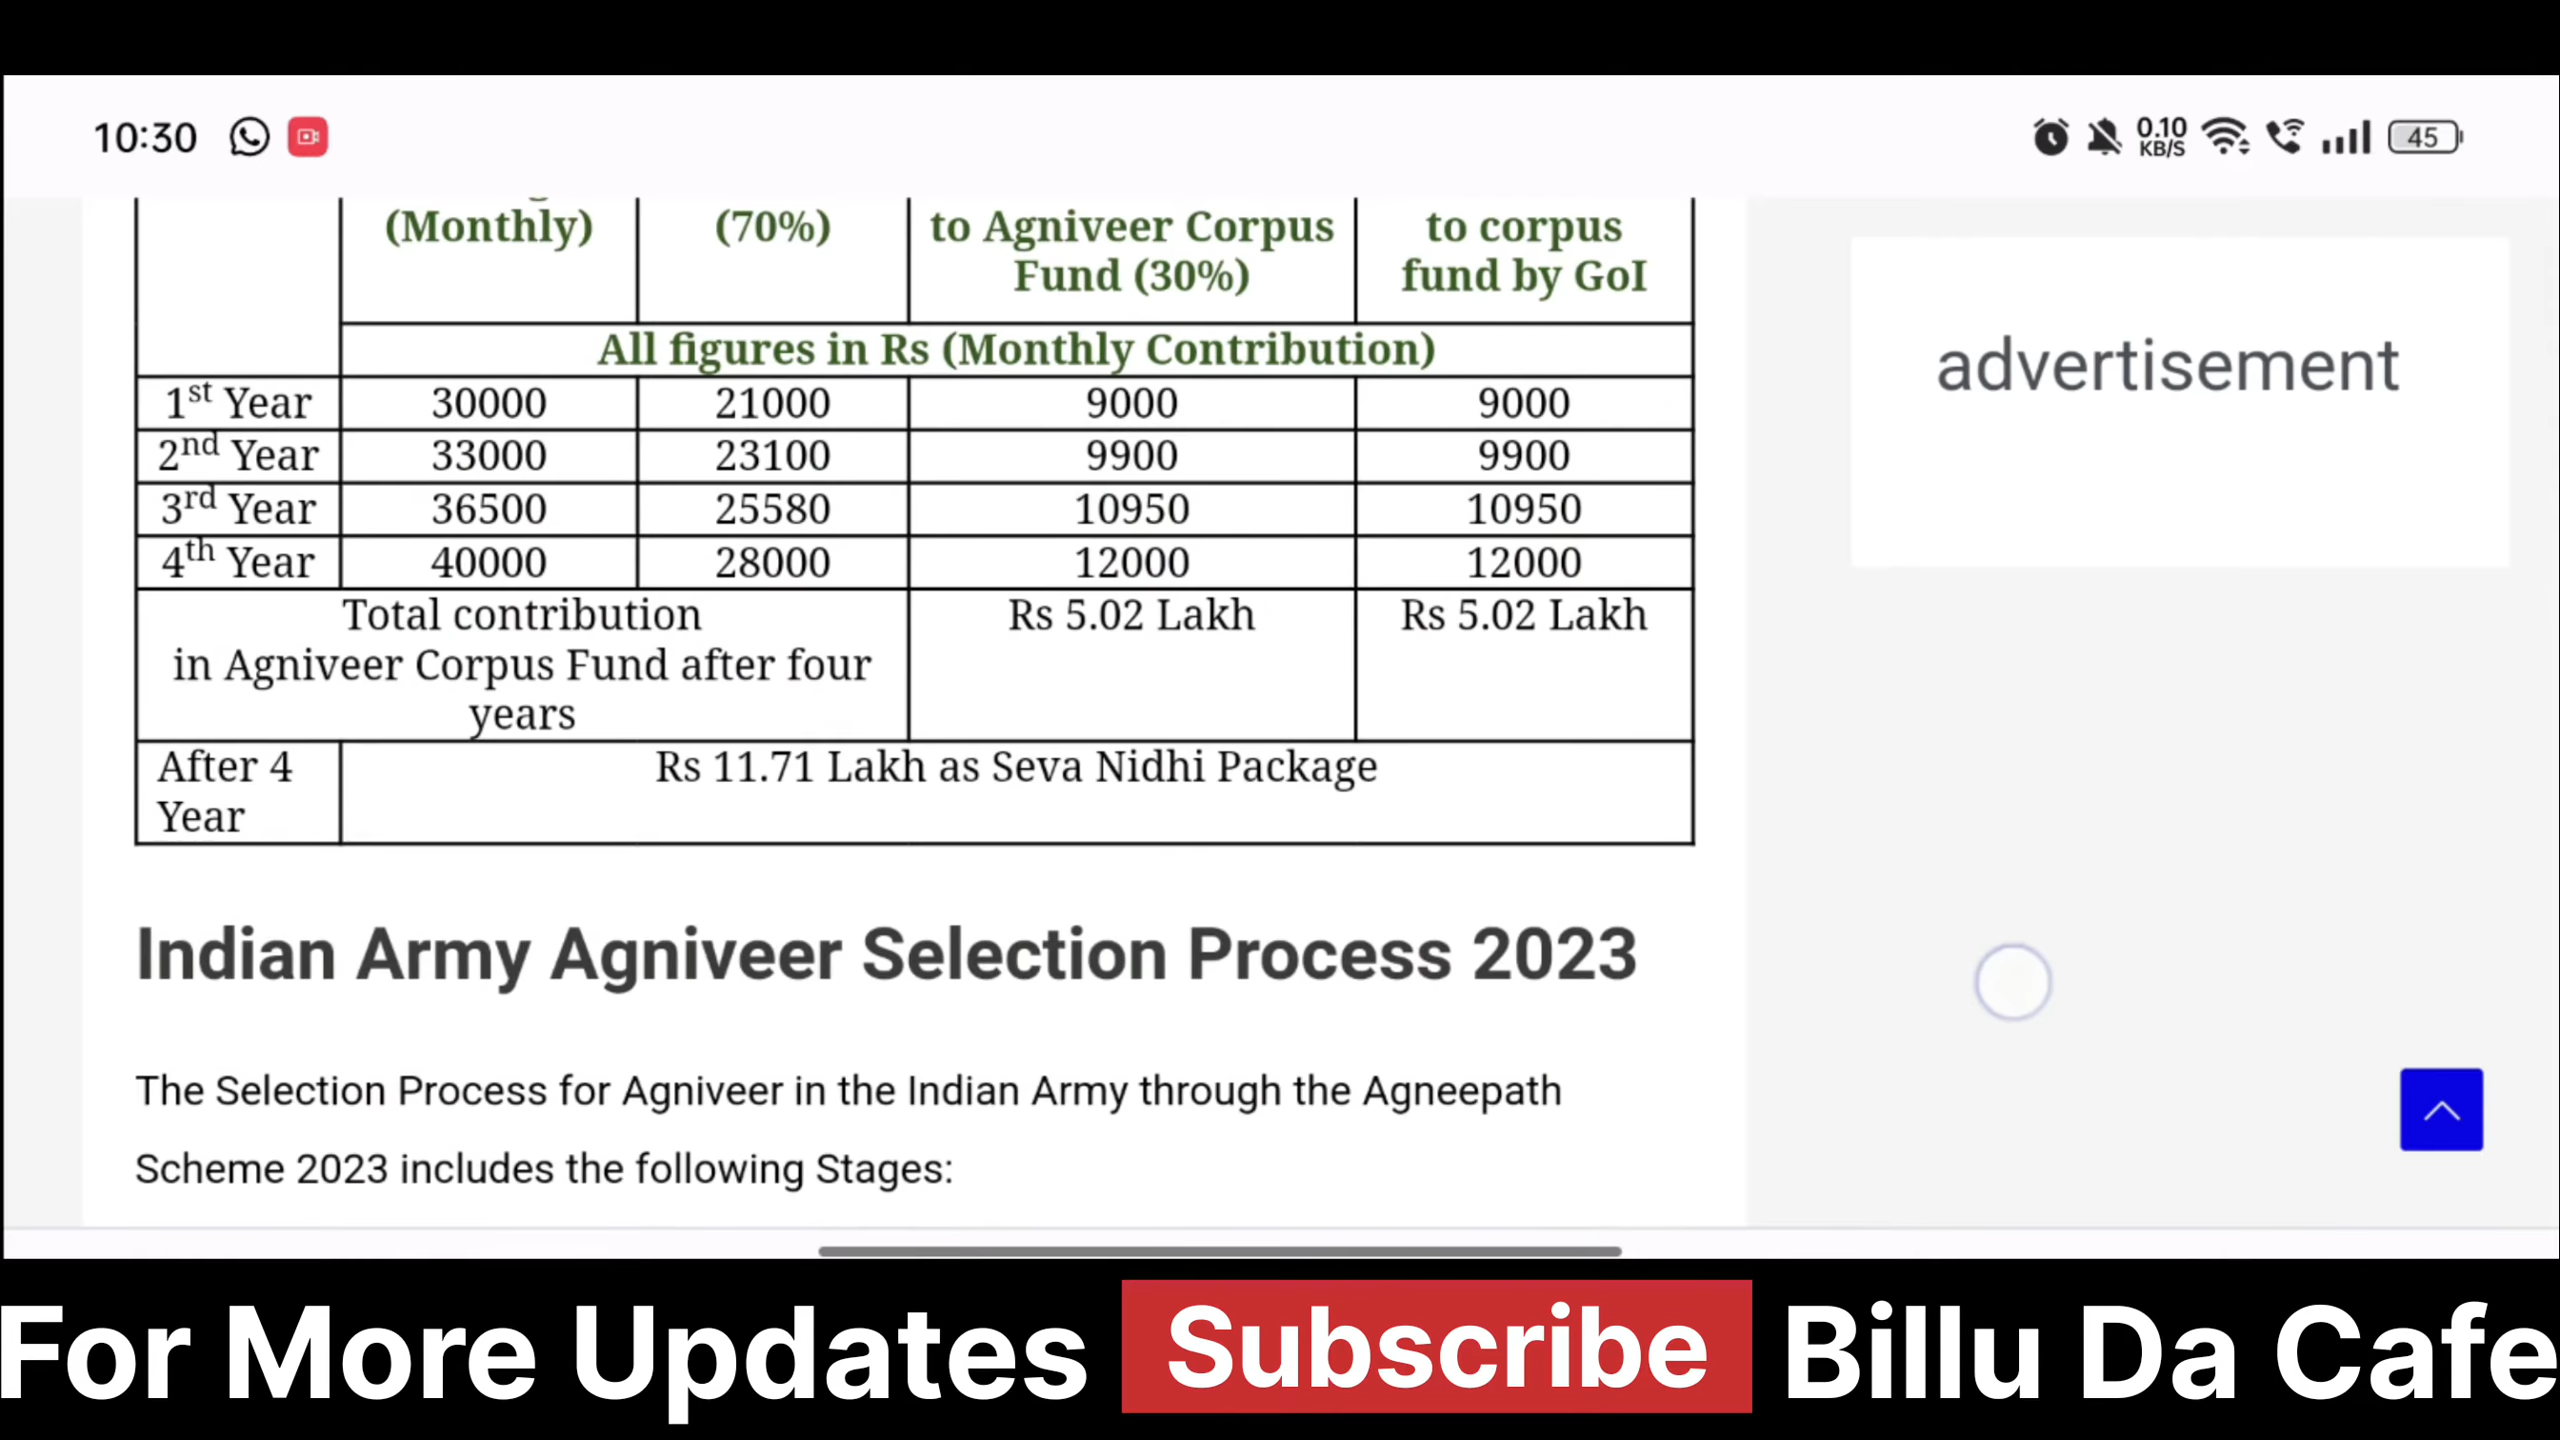 10:30 0.10 KB/S 45
(Monthly) (70%) to Agniveer Corpus Fund (30%) to corpus fund by GoI
All figures in Rs (Monthly Contribution)
1st Year 30000 21000 9000 9000
2nd Year 33000 23100 9900 9900
3rd Year 36500 25580 10950 10950
4th Year 40000 28000 12000 12000
Total contribution in Agniveer Corpus Fund after four years Rs 5.02 Lakh Rs 5.02 Lakh
After 4 Year Rs 11.71 Lakh as Seva Nidhi Package
advertisement
Indian Army Agniveer Selection Process 2023
The Selection Process for Agniveer in the Indian Army through the Agneepath
Scheme 2023 includes the following Stages:
For More Updates Subscribe Billu Da Cafe